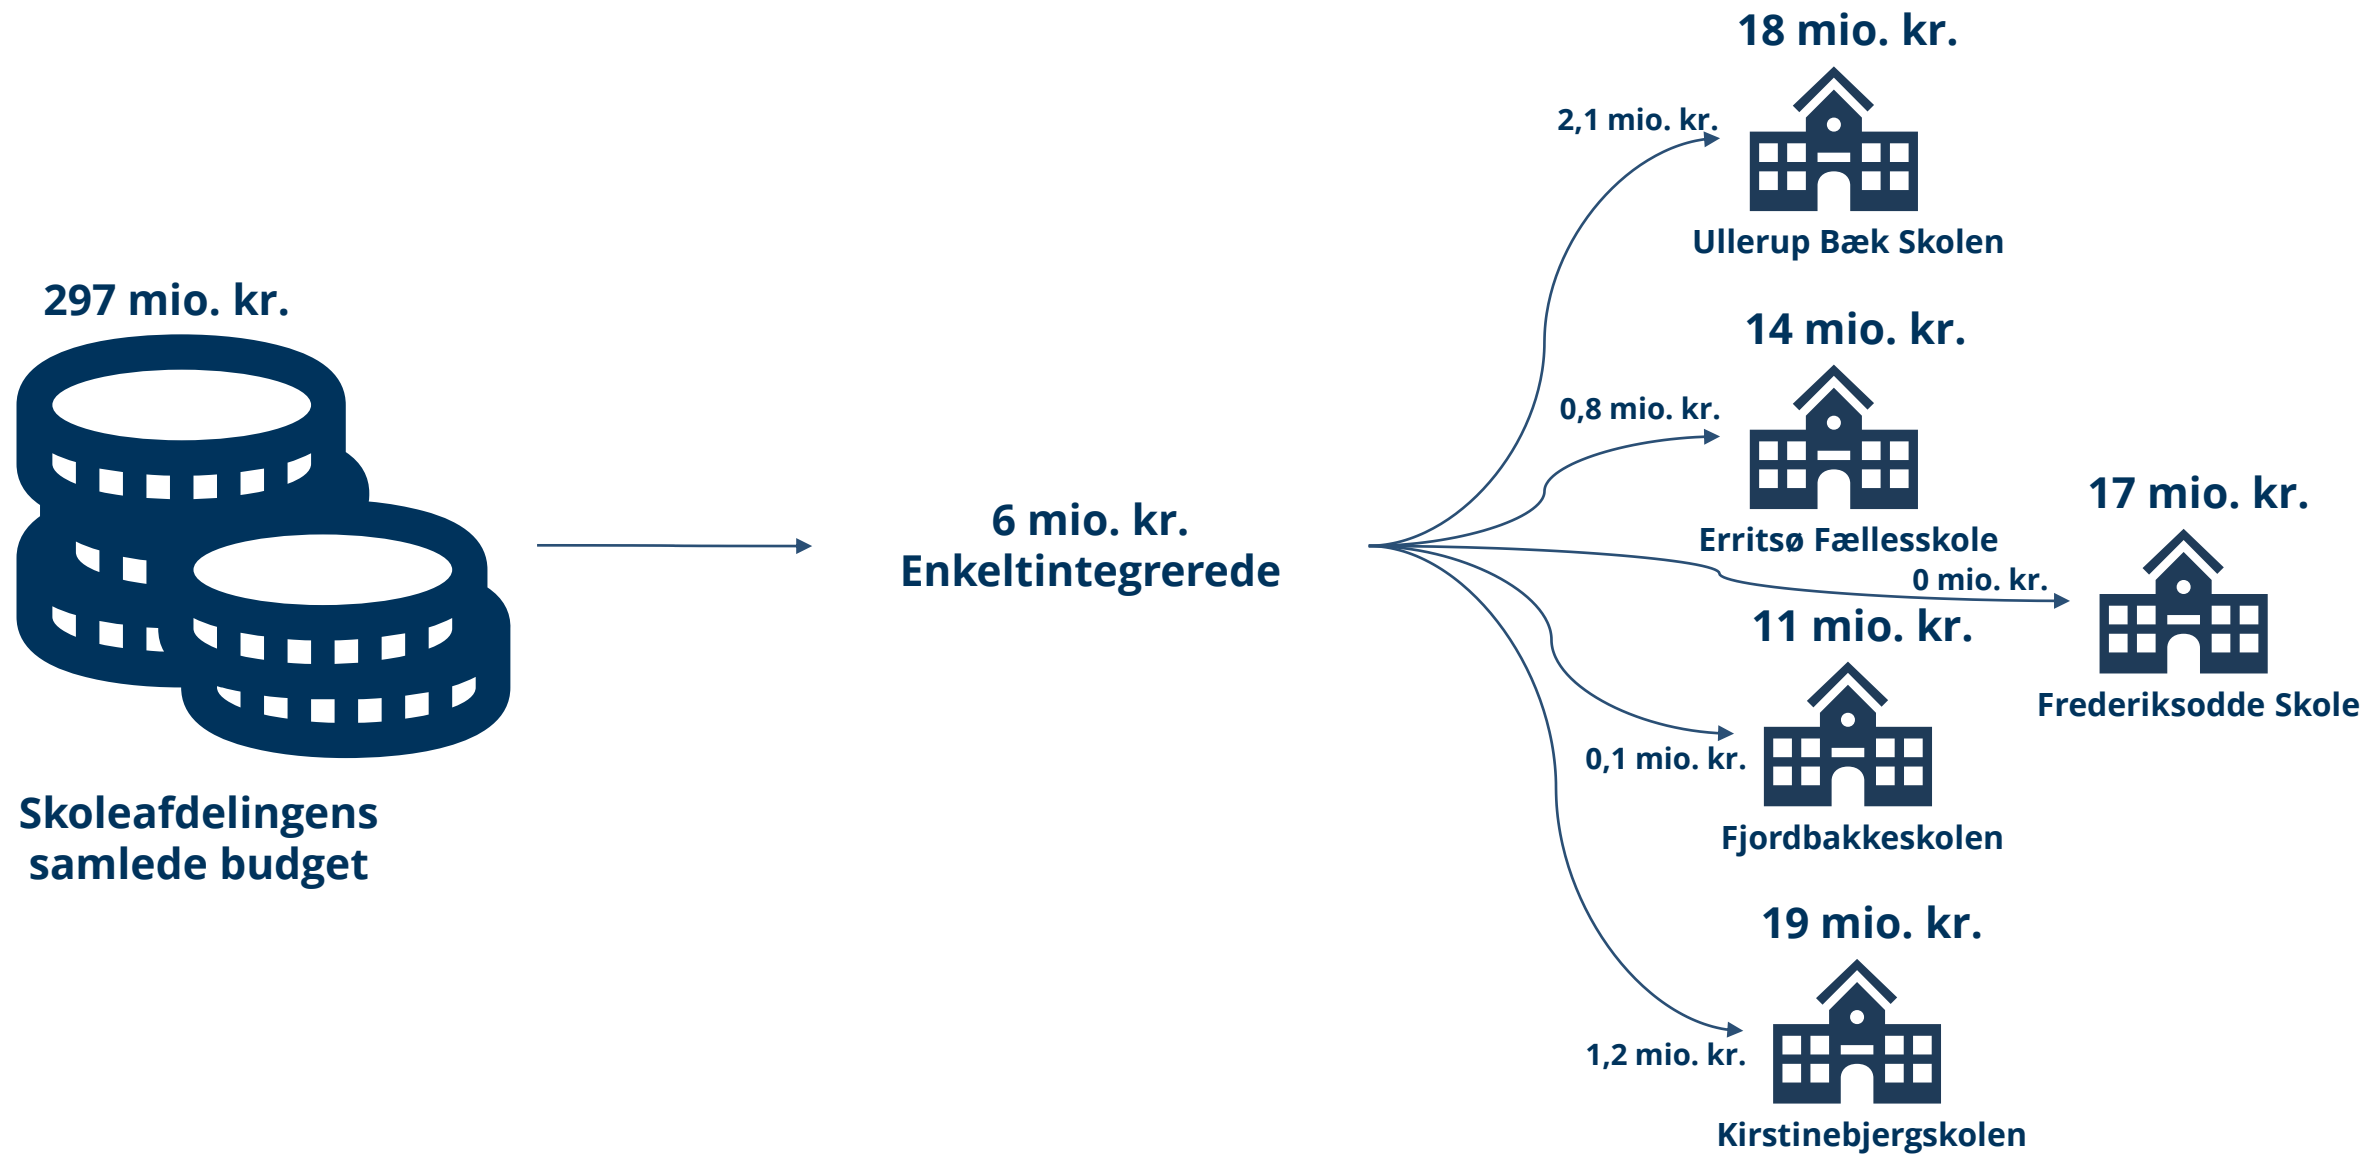 297 mio. kr.
Skoleafdelingens
samlede budget
6 mio. kr.
Enkeltintegrerede
18 mio. kr.
2,1 mio. kr.
Ullerup Bæk Skolen
14 mio. kr.
0,8 mio. kr.
Erritsø Fællesskole
17 mio. kr.
0 mio. kr.
Frederiksodde Skole
11 mio. kr.
0,1 mio. kr.
Fjordbakkeskolen
19 mio. kr.
1,2 mio. kr.
Kirstinebjergskolen